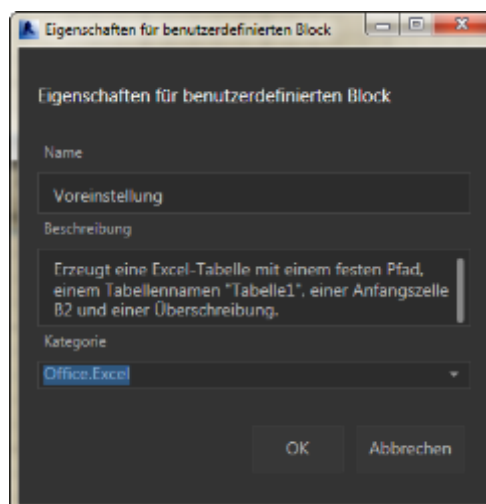 Eigenschaften für benutzerdefinierten Block
Eigenschaften für benutzerdefinierten Block
Name
Voreinstellung
Beschreibung
Erzeugt eine Excel-Tabelle mit einem festen Pfad,
einem Tabellennamen "Tabelle1", einer Anfangszelle
B2 und einer Überschreibung.
Kategorie
Office.Excel
OK
Abbrechen